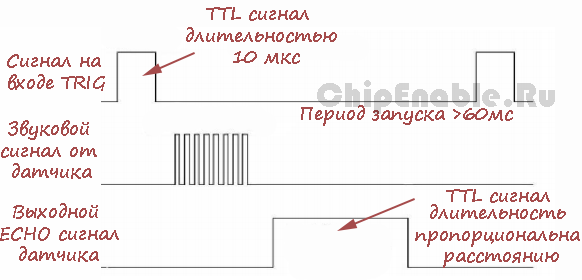 TTL сигнал
длительностью
10 мкс
Сигнал на
входе TRIG
ChipEnable.Ru
Период запуска >60мс
Звуковой
сигнал от
датчика
Выходной
ECHO сигнал
датчика
TTL сигнал
длительность
пропорциональна
расстоянию